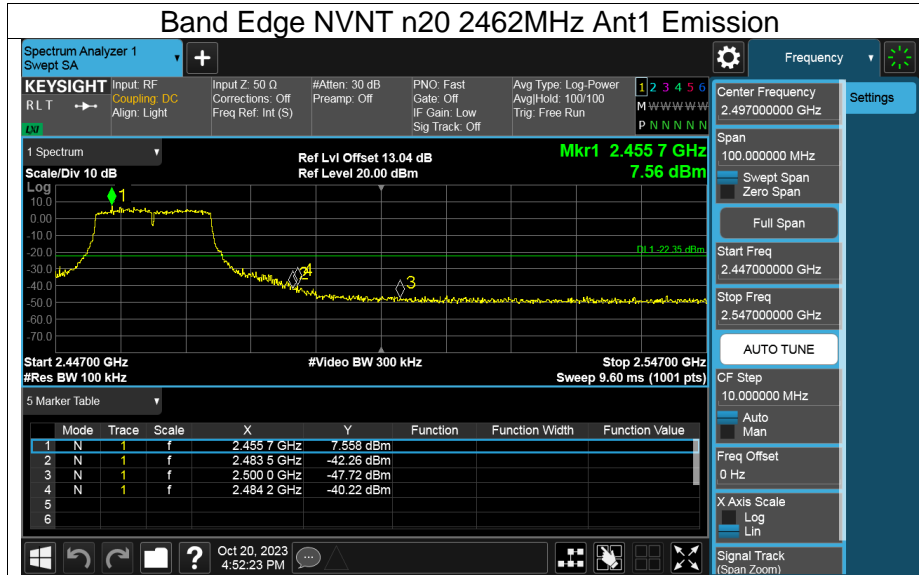 Band Edge NVNT n20 2462MHz Ant1 Emission
Spectrum Analyzer 1
Swept SA
+
Frequency
KEYSIGHT
R L T
LXI
Input: RF
Coupling: DC
Align: Light
Input Z: 50 Ω
Corrections: Off
Freq Ref: Int (S)
#Atten: 30 dB
Preamp: Off
PNO: Fast
Gate: Off
IF Gain: Low
Sig Track: Off
Avg Type: Log-Power
Avg|Hold: 100/100
Trig: Free Run
1 2 3 4 5 6
M W W W W W
P N N N N N
Center Frequency
2.497000000 GHz
Settings
Span
100.000000 MHz
Swept Span
Zero Span
Full Span
Start Freq
2.447000000 GHz
Stop Freq
2.547000000 GHz
AUTO TUNE
CF Step
10.000000 MHz
Auto
Man
Freq Offset
0 Hz
X Axis Scale
Log
Lin
Signal Track
(Span Zoom)
1 Spectrum
Scale/Div 10 dB
Ref Lvl Offset 13.04 dB
Ref Level 20.00 dBm
Mkr1 2.455 7 GHz
7.56 dBm
Log
10.0
0.00
-10.0
-20.0
-30.0
-40.0
-50.0
-60.0
-70.0
1
2
4
3
DL1 -22.35 dBm
Start 2.44700 GHz
#Res BW 100 kHz
#Video BW 300 kHz
Stop 2.54700 GHz
Sweep 9.60 ms (1001 pts)
5 Marker Table
Mode Trace Scale X Y Function Function Width Function Value
1 N 1 f 2.455 7 GHz 7.558 dBm
2 N 1 f 2.483 5 GHz -42.26 dBm
3 N 1 f 2.500 0 GHz -47.72 dBm
4 N 1 f 2.484 2 GHz -40.22 dBm
5
6
?
Oct 20, 2023
4:52:23 PM